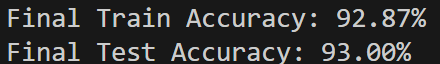 Final Train Accuracy: 92.87%
Final Test Accuracy: 93.00%